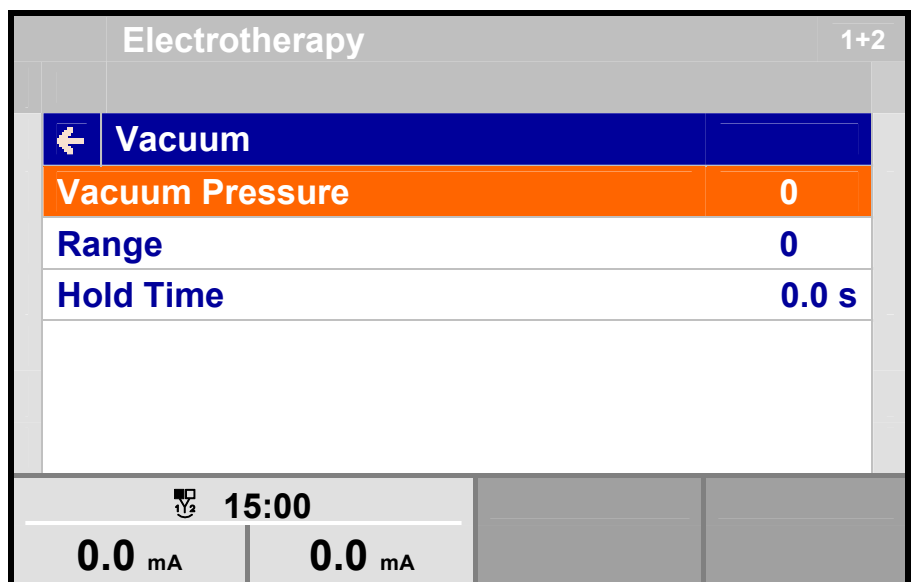 Electrotherapy 1+2
Vacuum
Vacuum Pressure 0
Range 0
Hold Time 0.0 s
1Y2 15:00
0.0 mA 0.0 mA